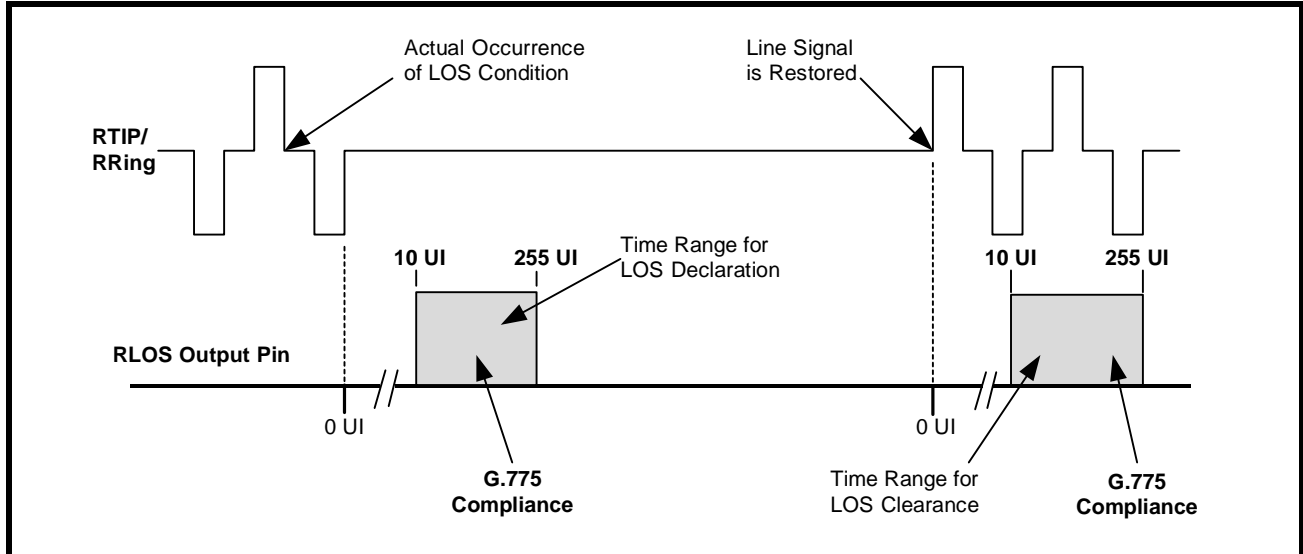 Actual Occurrence
of LOS Condition
Line Signal
is Restored
RTIP/
RRing
Time Range for
LOS Declaration
10 UI
255 UI
10 UI
255 UI
RLOS Output Pin
0 UI
0 UI
G.775
Compliance
Time Range for
LOS Clearance
G.775
Compliance